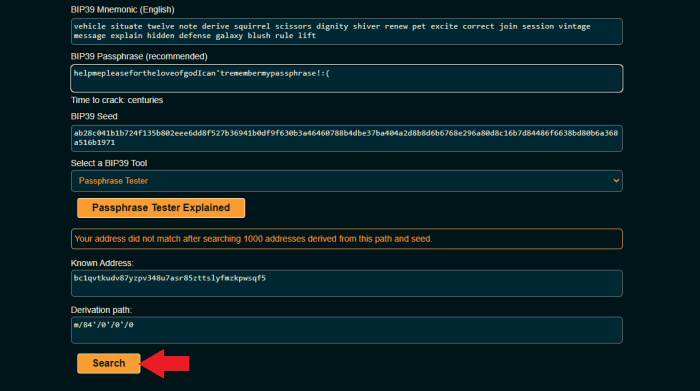 BIP39 Mnemonic (English)
vehicle situate twelve note derive squirrel scissors dignity shiver renew pet excite correct join session vintage
message explain hidden defense galaxy blush rule lift
BIP39 Passphrase (recommended)
helpmepleasefortheloveofgodIcan'tremembermypassphrase!:(
Time to crack: centuries
BIP39 Seed
ab28c041b1b724f135b802eee6dd8f527b36941b0df9f630b3a46460788b4dbe37ba404a2d8b8d6b6768e296a80d8c16b7d84486f6638bd80b6a368
a516b1971
Select a BIP39 Tool
Passphrase Tester
Passphrase Tester Explained
Your address did not match after searching 1000 addresses derived from this path and seed.
Known Address:
bc1qvtkudv87yzpv348u7asr85zttslyfmzkpwsqf5
Derivation path:
m/84'/0'/0'/0
Search